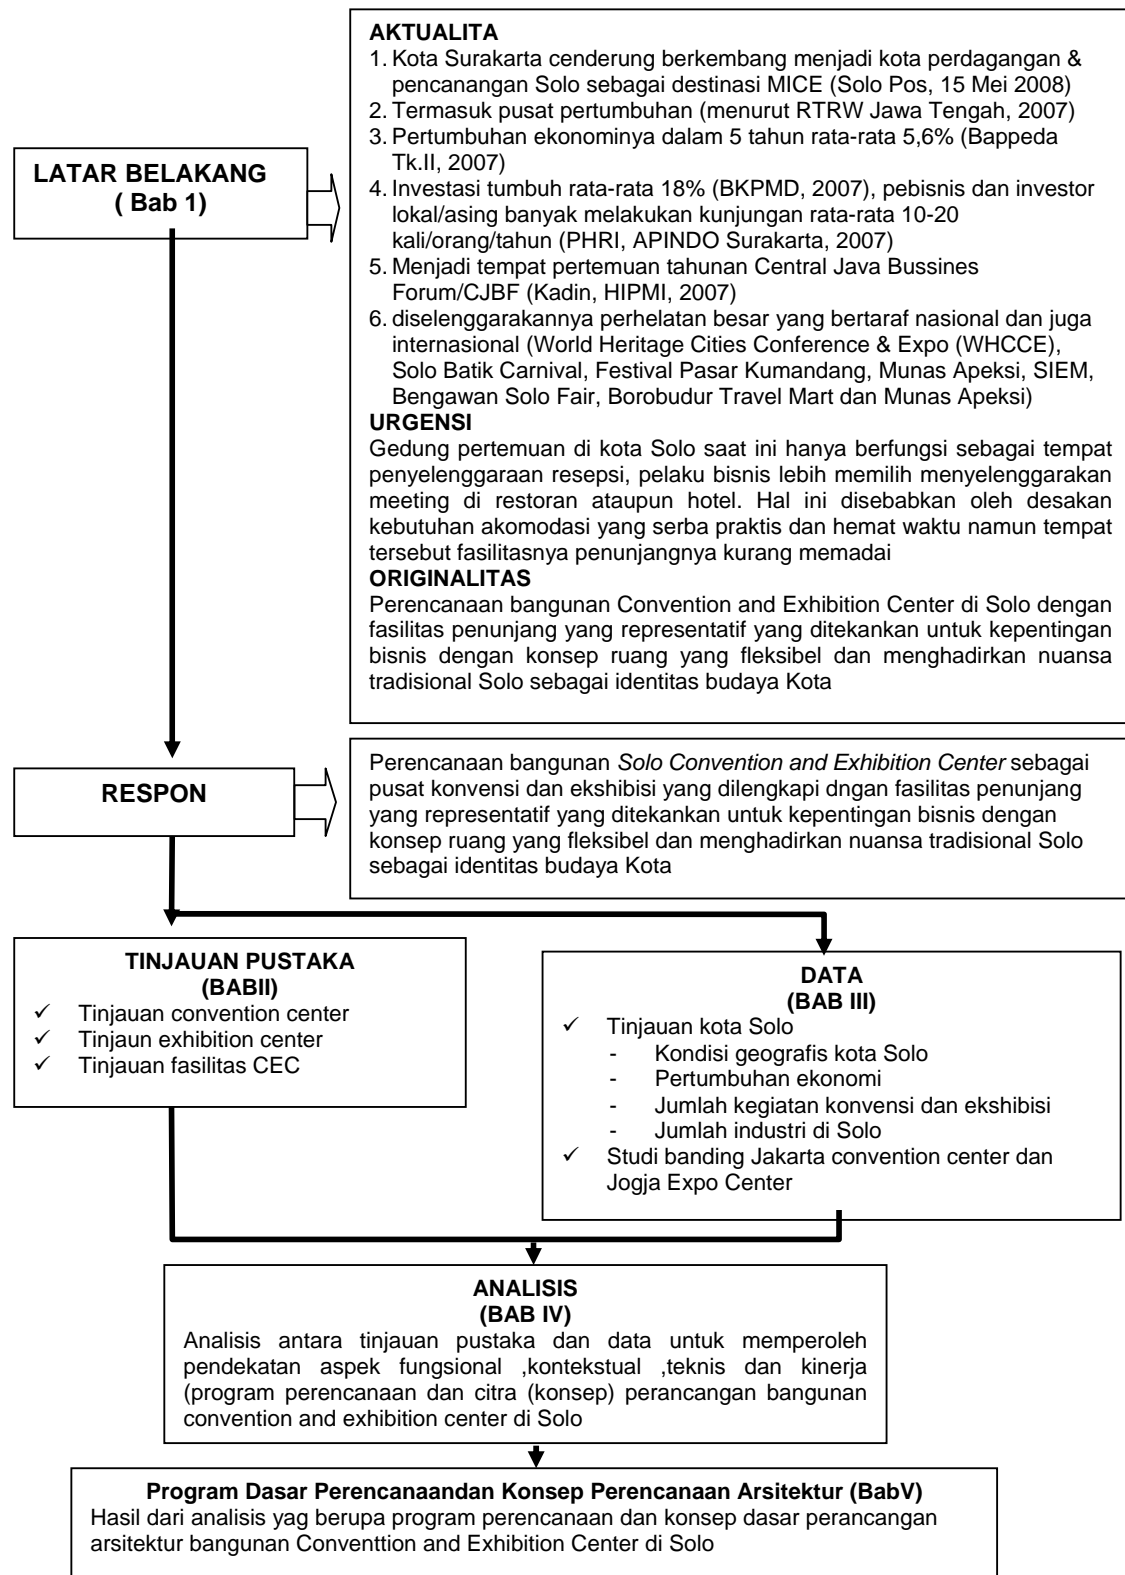 AKTUALITA
1. Kota Surakarta cenderung berkembang menjadi kota perdagangan &
pencanangan Solo sebagai destinasi MICE (Solo Pos, 15 Mei 2008)
2. Termasuk pusat pertumbuhan (menurut RTRW Jawa Tengah, 2007)
3. Pertumbuhan ekonominya dalam 5 tahun rata-rata 5,6% (Bappeda
Tk.II, 2007)
4. Investasi tumbuh rata-rata 18% (BKPMD, 2007), pebisnis dan investor
lokal/asing banyak melakukan kunjungan rata-rata 10-20
kali/orang/tahun (PHRI, APINDO Surakarta, 2007)
5. Menjadi tempat pertemuan tahunan Central Java Bussines
Forum/CJBF (Kadin, HIPMI, 2007)
6. diselenggarakannya perhelatan besar yang bertaraf nasional dan juga
internasional (World Heritage Cities Conference & Expo (WHCCE),
Solo Batik Carnival, Festival Pasar Kumandang, Munas Apeksi, SIEM,
Bengawan Solo Fair, Borobudur Travel Mart dan Munas Apeksi)
URGENSI
Gedung pertemuan di kota Solo saat ini hanya berfungsi sebagai tempat
penyelenggaraan resepsi, pelaku bisnis lebih memilih menyelenggarakan
meeting di restoran ataupun hotel. Hal ini disebabkan oleh desakan
kebutuhan akomodasi yang serba praktis dan hemat waktu namun tempat
tersebut fasilitasnya penunjangnya kurang memadai
ORIGINALITAS
Perencanaan bangunan Convention and Exhibition Center di Solo dengan
fasilitas penunjang yang representatif yang ditekankan untuk kepentingan
bisnis dengan konsep ruang yang fleksibel dan menghadirkan nuansa
tradisional Solo sebagai identitas budaya Kota
LATAR BELAKANG
( Bab 1)
RESPON
Perencanaan bangunan Solo Convention and Exhibition Center sebagai
pusat konvensi dan ekshibisi yang dilengkapi dngan fasilitas penunjang
yang representatif yang ditekankan untuk kepentingan bisnis dengan
konsep ruang yang fleksibel dan menghadirkan nuansa tradisional Solo
sebagai identitas budaya Kota
TINJAUAN PUSTAKA
(BABII)
✓ Tinjauan convention center
✓ Tinjaun exhibition center
✓ Tinjauan fasilitas CEC
DATA
(BAB III)
✓ Tinjauan kota Solo
- Kondisi geografis kota Solo
- Pertumbuhan ekonomi
- Jumlah kegiatan konvensi dan ekshibisi
- Jumlah industri di Solo
✓ Studi banding Jakarta convention center dan
Jogja Expo Center
ANALISIS
(BAB IV)
Analisis antara tinjauan pustaka dan data untuk memperoleh
pendekatan aspek fungsional ,kontekstual ,teknis dan kinerja
(program perencanaan dan citra (konsep) perancangan bangunan
convention and exhibition center di Solo
Program Dasar Perencanaandan Konsep Perencanaan Arsitektur (BabV)
Hasil dari analisis yag berupa program perencanaan dan konsep dasar perancangan
arsitektur bangunan Conventtion and Exhibition Center di Solo